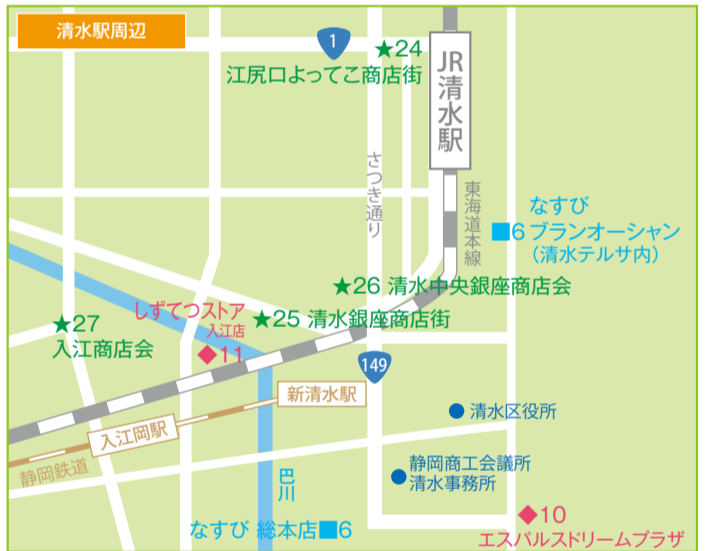 清水駅周辺
1
★24
江尻口よってこ商店街
JR清水駅
さつき通り
東海道本線
なすび
■6 ブランオーシャン
(清水テルサ内)
★26 清水中央銀座商店会
しずてつストア
入江店
◆11
★25 清水銀座商店街
★27
入江商店会
149
新清水駅
清水区役所
入江岡駅
静岡鉄道
静岡商工会議所
清水事務所
巴川
なすび 総本店■6
◆10
エスパルスドリームプラザ